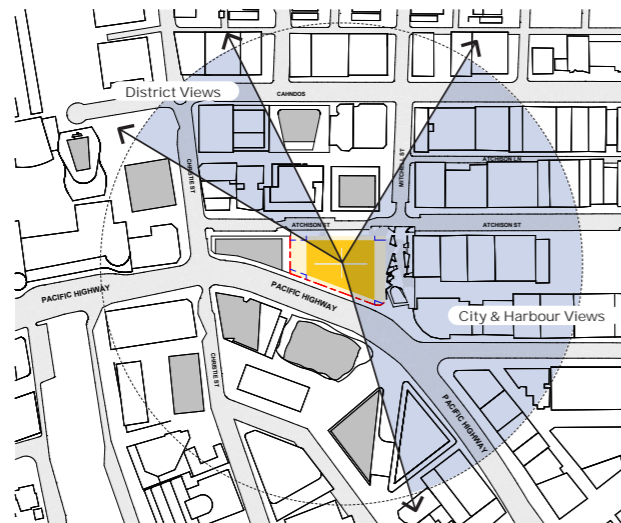 District Views
CAHNDOS
CHRISTIE ST
MITCHELL ST
ATCHISON LN
ATCHISON ST
ATCHISON ST
PACIFIC HIGHWAY
PACIFIC HIGHWAY
City & Harbour Views
CHRISTIE ST
PACIFIC HIGHWAY